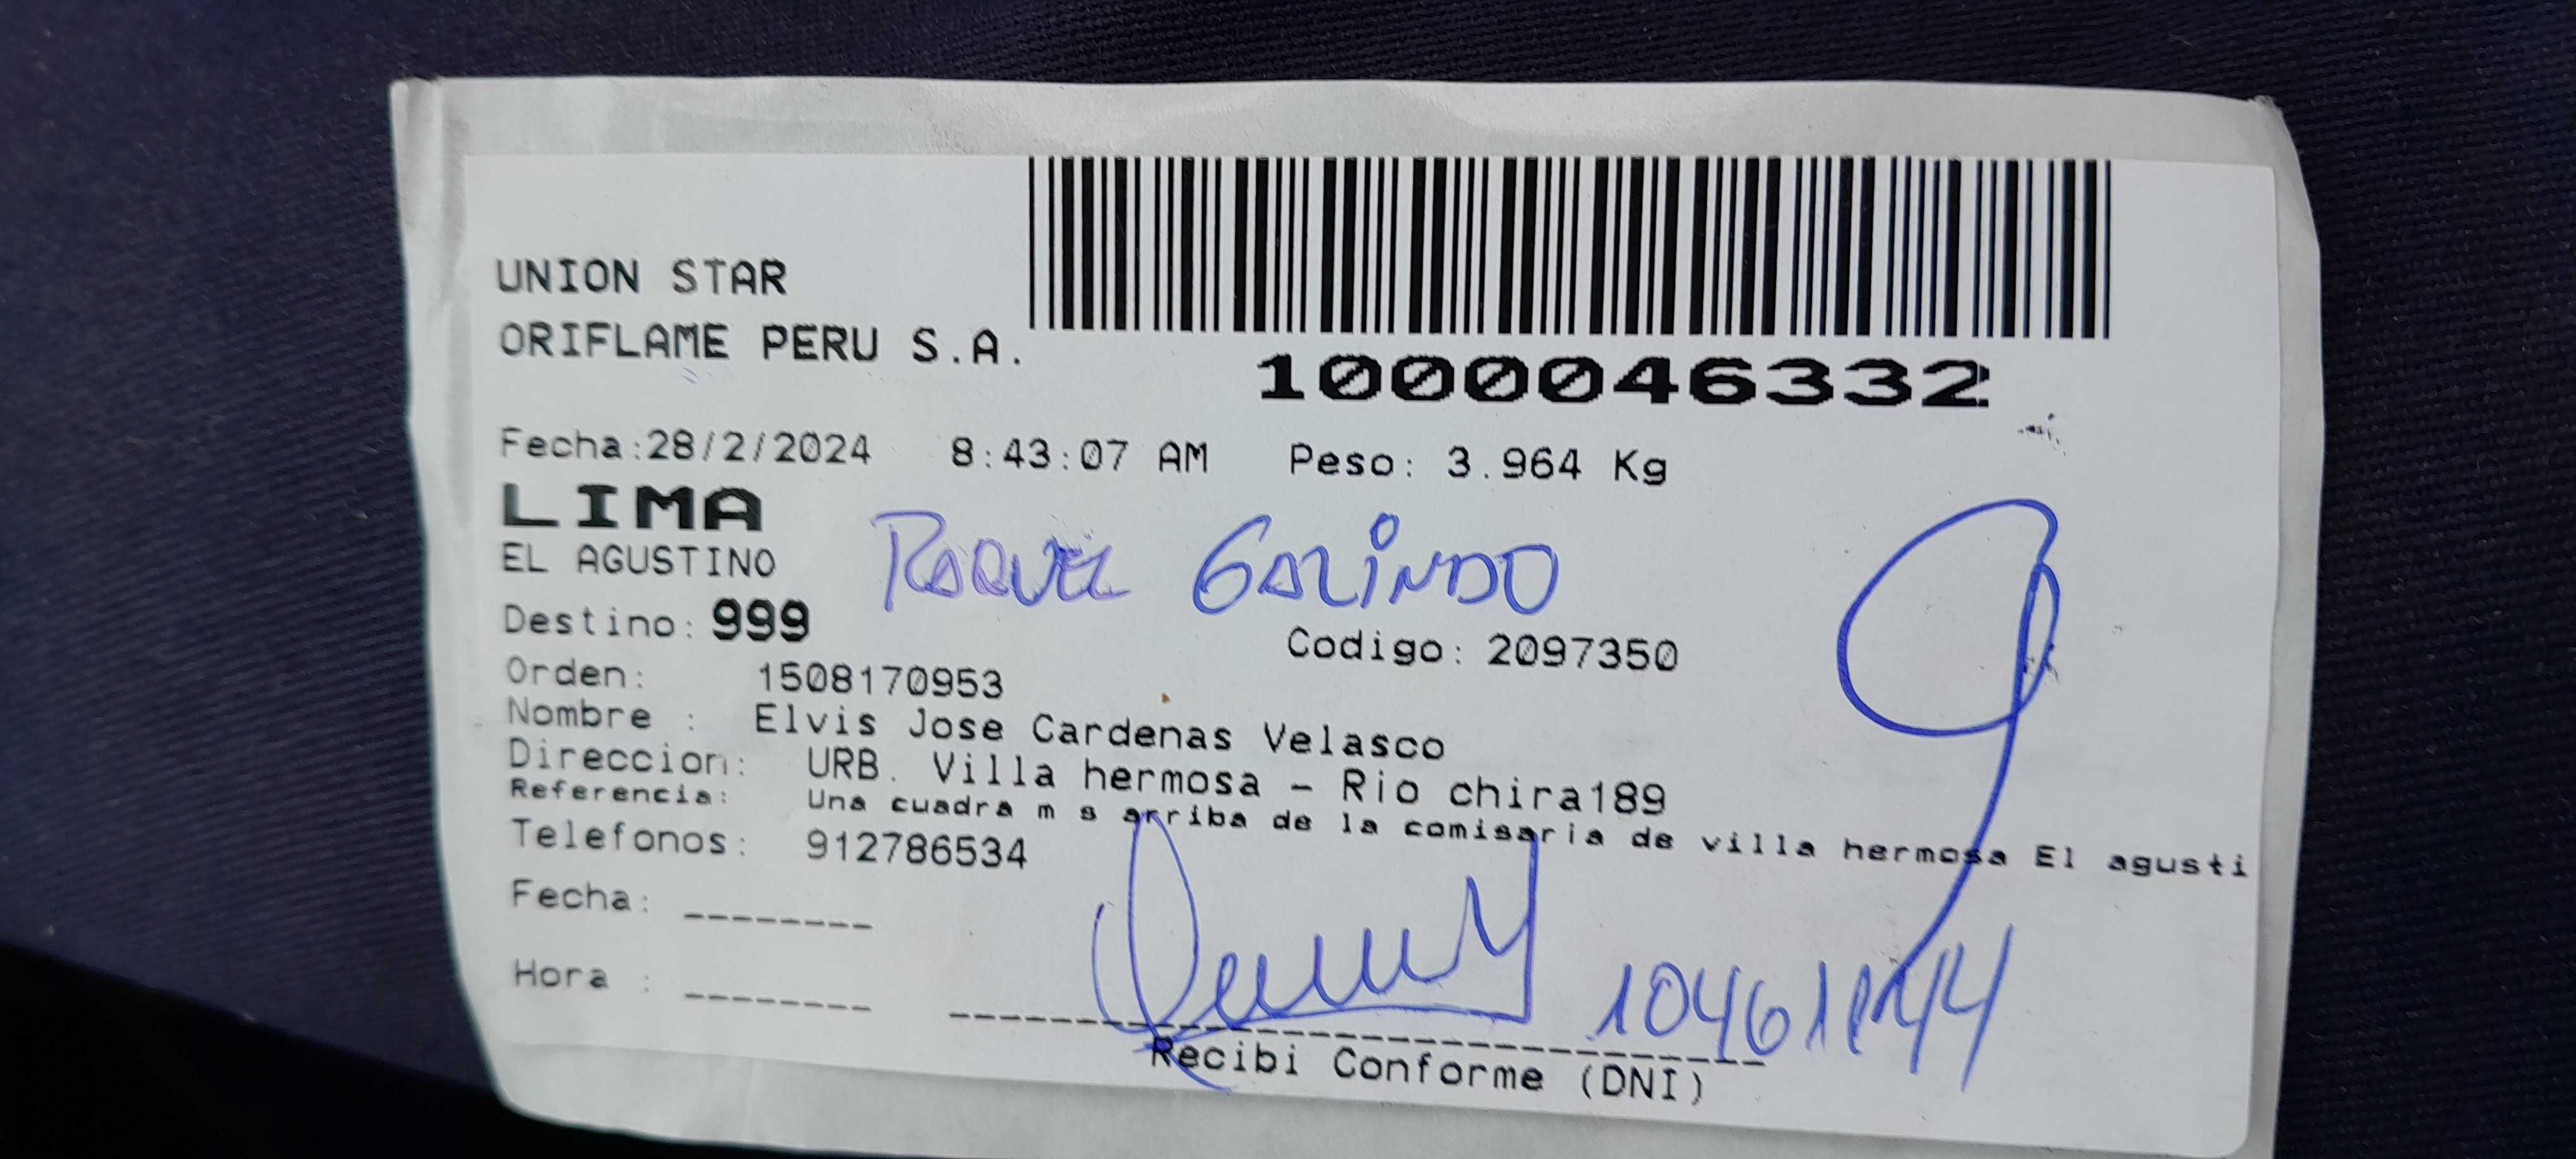 UNION STAR
ORIFLAME PERU S.A.
1000046332
Fecha:28/2/2024 8:43:07 AM Peso: 3.964 Kg
LIMA
EL AGUSTINO
RAQUEL GALINDO
Destino: 999
Codigo: 2097350
Orden: 1508170953
Nombre : Elvis Jose Cardenas Velasco
Direccion: URB. Villa hermosa - Rio chira189
Referencia: Una cuadra m s arriba de la comisaria de villa hermosa El agusti
Telefonos: 912786534
Fecha: --------
Hora : --------
Recibi Conforme (DNI)